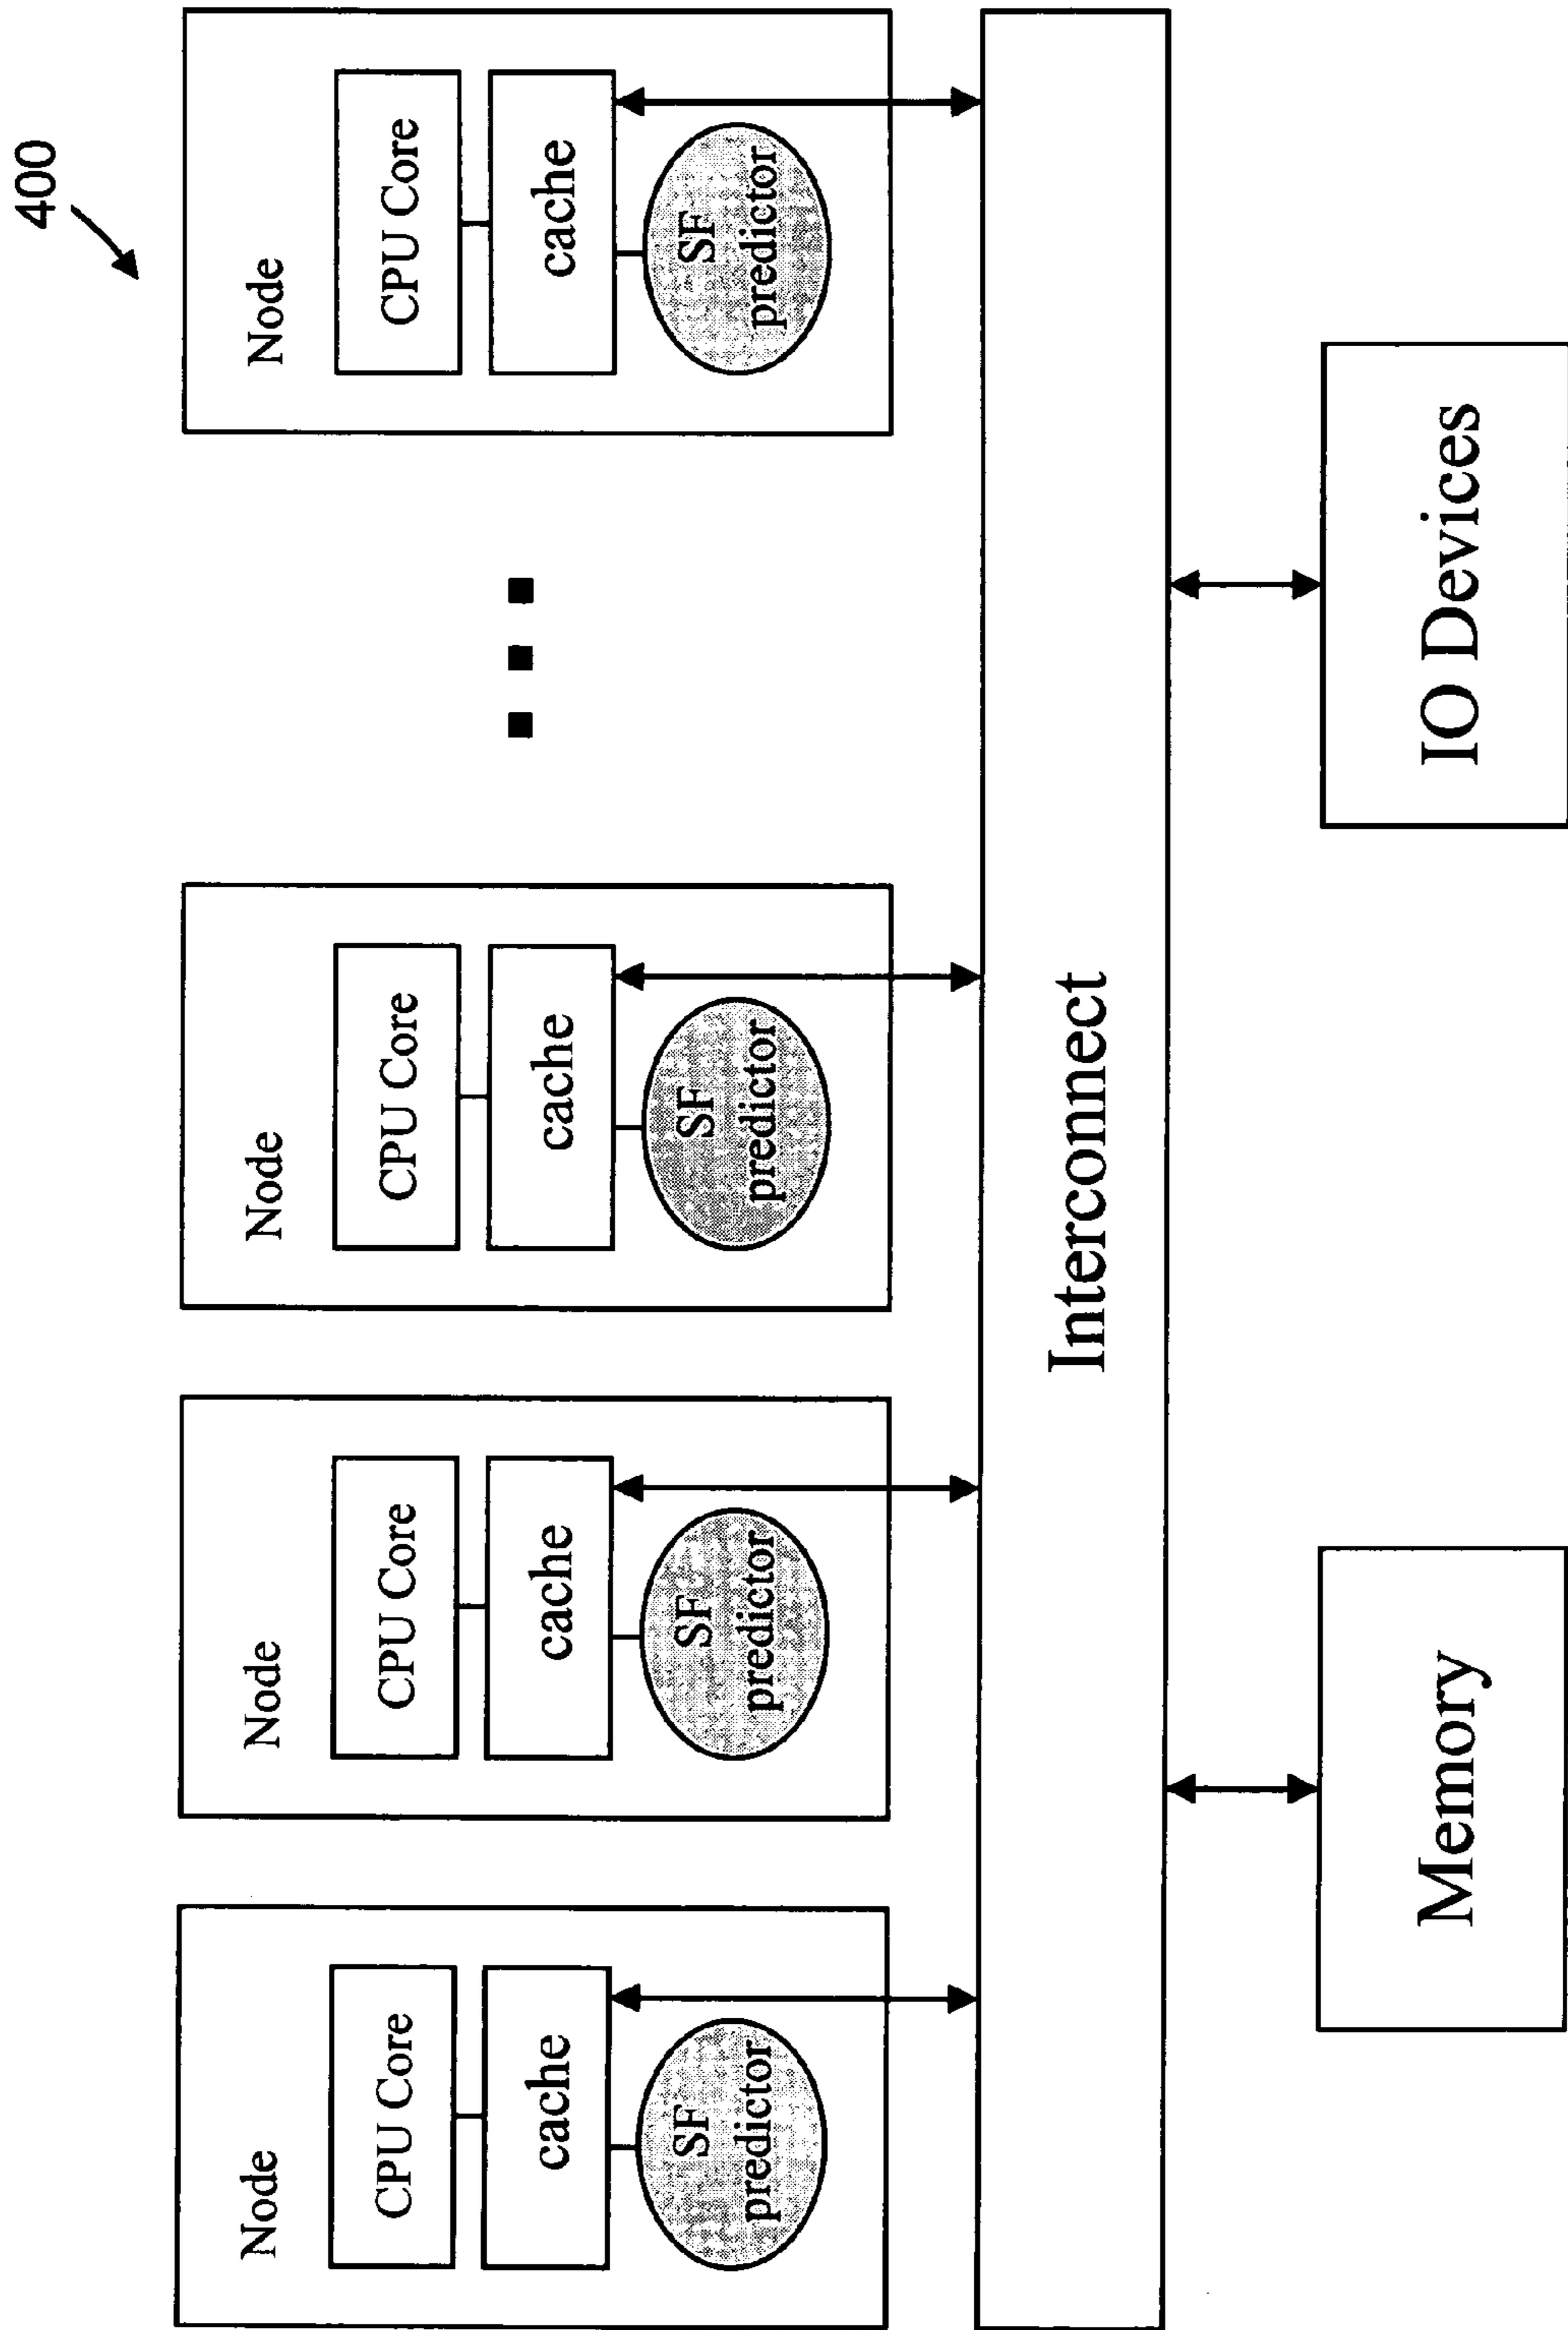 400
Node
CPU Core
cache
SF
predictor
Node
CPU Core
cache
SF
predictor
Node
CPU Core
cache
SF
predictor
Node
CPU Core
cache
SF
predictor
Interconnect
Memory
IO Devices